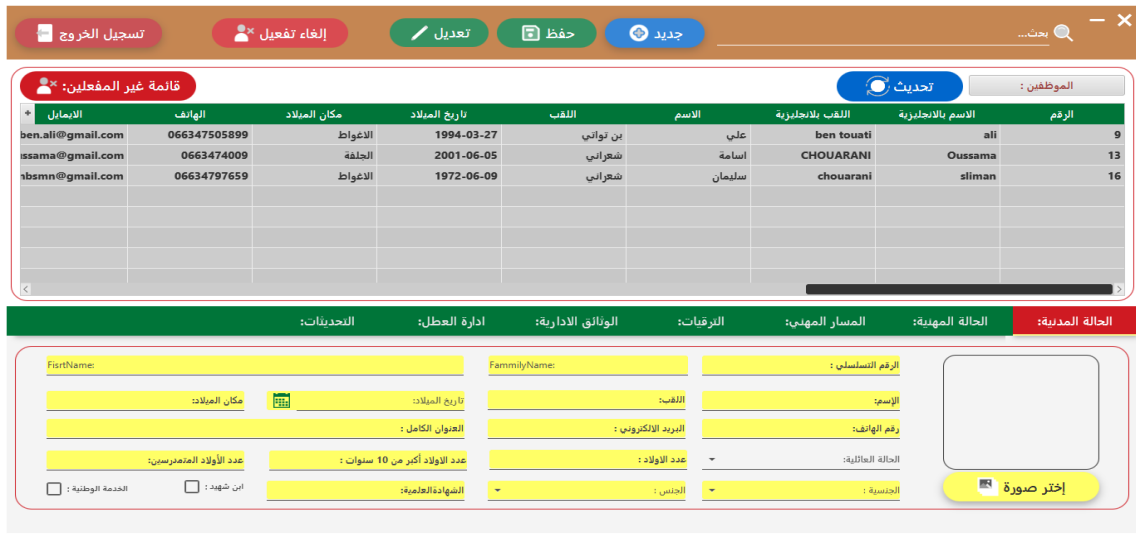 بحث...
جديد
حفظ
تعديل
إلغاء تفعيل
تسجيل الخروج
الموظفين :
تحديث
قائمة غير المفعلين:
الرقم الاسم بالانجليزية اللقب بلانجليزية الاسم اللقب تاريخ الميلاد مكان الميلاد الهاتف الايمايل +
9 ali ben touati علي بن تواتي 1994-03-27 الاغواط 066347505899 ben.ali@gmail.com
13 Oussama CHOUARANI اسامة شعراني 2001-06-05 الجلفة 0663474009 ssama@gmail.com
16 sliman chouarani سليمان شعراني 1972-06-09 الاغواط 06634797659 bsmn@gmail.com
الحالة المدنية: الحالة المهنية: المسار المهني: الترقيات: الوثائق الادارية: ادارة العطل: التحديثات:
الرقم التسلسلي : FammilyName: FisrtName:
الإسم: اللقب: تاريخ الميلاد: مكان الميلاد:
رقم الهاتف: البريد الالكتروني : العنوان الكامل :
الحالة العائلية: عدد الاولاد : عدد الاولاد أكبر من 10 سنوات : عدد الأولاد المتمدرسين:
الجنسية : الجنس : الشهادةالعلمية: ابن شهيد : الخدمة الوطنية :
إختر صورة